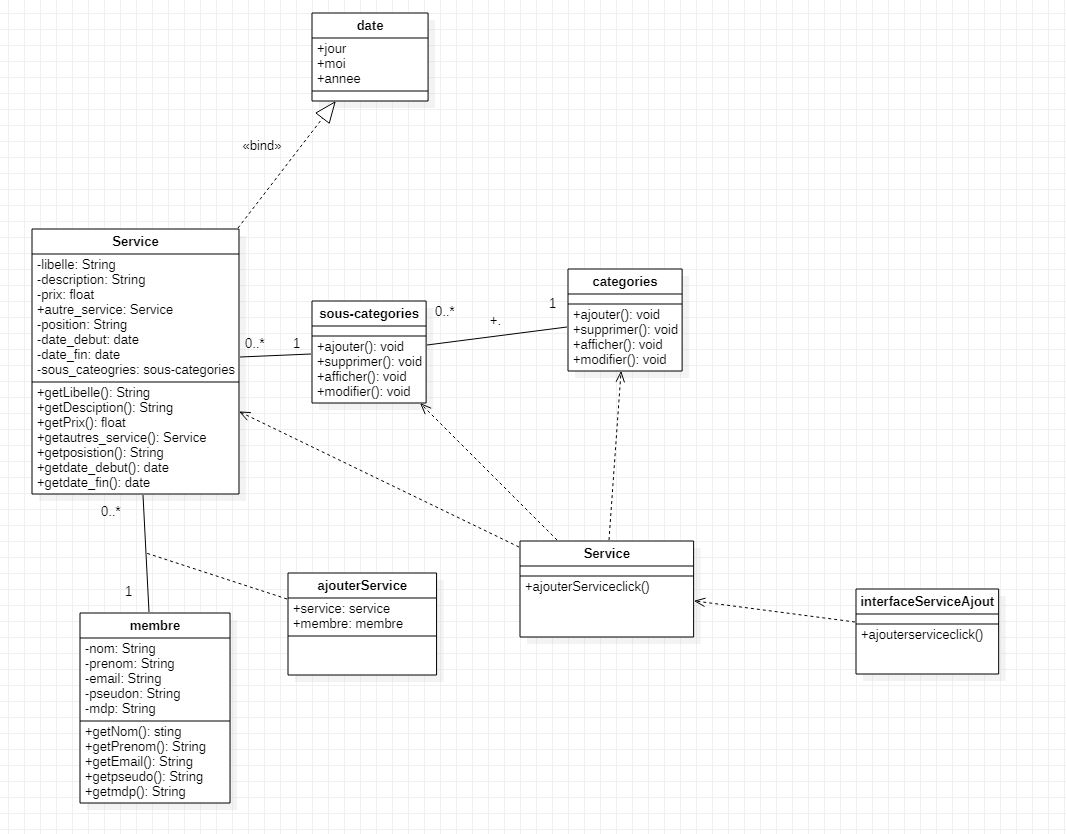 date
+jour
+moi
+annee
«bind»
Service
-libelle: String
-description: String
-prix: float
+autre_service: Service
-position: String
-date_debut: date
-date_fin: date
-sous_cateogries: sous-categories
+getLibelle(): String
+getDesciption(): String
+getPrix(): float
+getautres_service(): Service
+getposistion(): String
+getdate_debut(): date
+getdate_fin(): date
0..*
1
sous-categories
+ajouter(): void
+supprimer(): void
+afficher(): void
+modifier(): void
0..*
+.
1
categories
+ajouter(): void
+supprimer(): void
+afficher(): void
+modifier(): void
0..*
1
membre
-nom: String
-prenom: String
-email: String
-pseudon: String
-mdp: String
+getNom(): sting
+getPrenom(): String
+getEmail(): String
+getpseudo(): String
+getmdp(): String
ajouterService
+service: service
+membre: membre
Service
+ajouterServiceclick()
interfaceServiceAjout
+ajouterserviceclick()